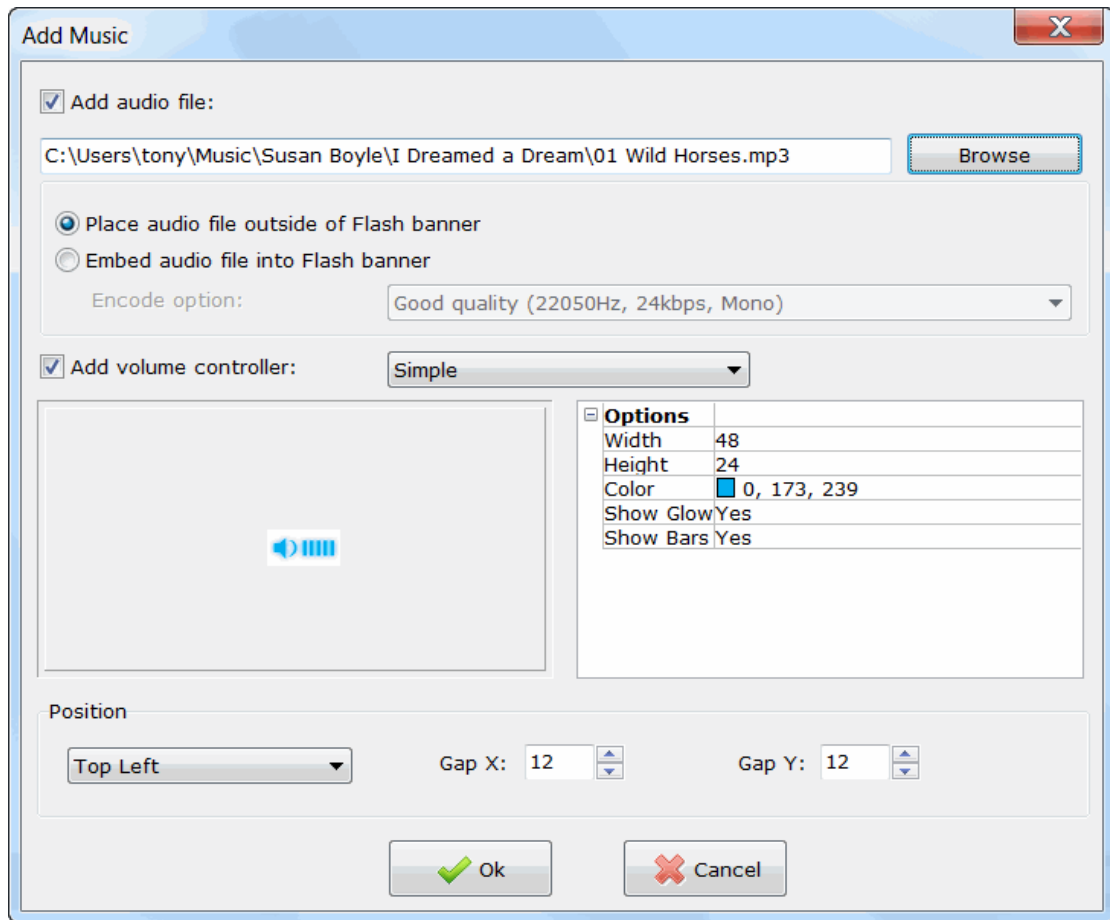 Add Music
Add audio file:
C:\Users\tony\Music\Susan Boyle\I Dreamed a Dream\01 Wild Horses.mp3 Browse
Place audio file outside of Flash banner
Embed audio file into Flash banner
Encode option: Good quality (22050Hz, 24kbps, Mono)
Add volume controller: Simple
Options
Width 48
Height 24
Color 0, 173, 239
Show Glow Yes
Show Bars Yes
Position
Top Left Gap X: 12 Gap Y: 12
Ok Cancel